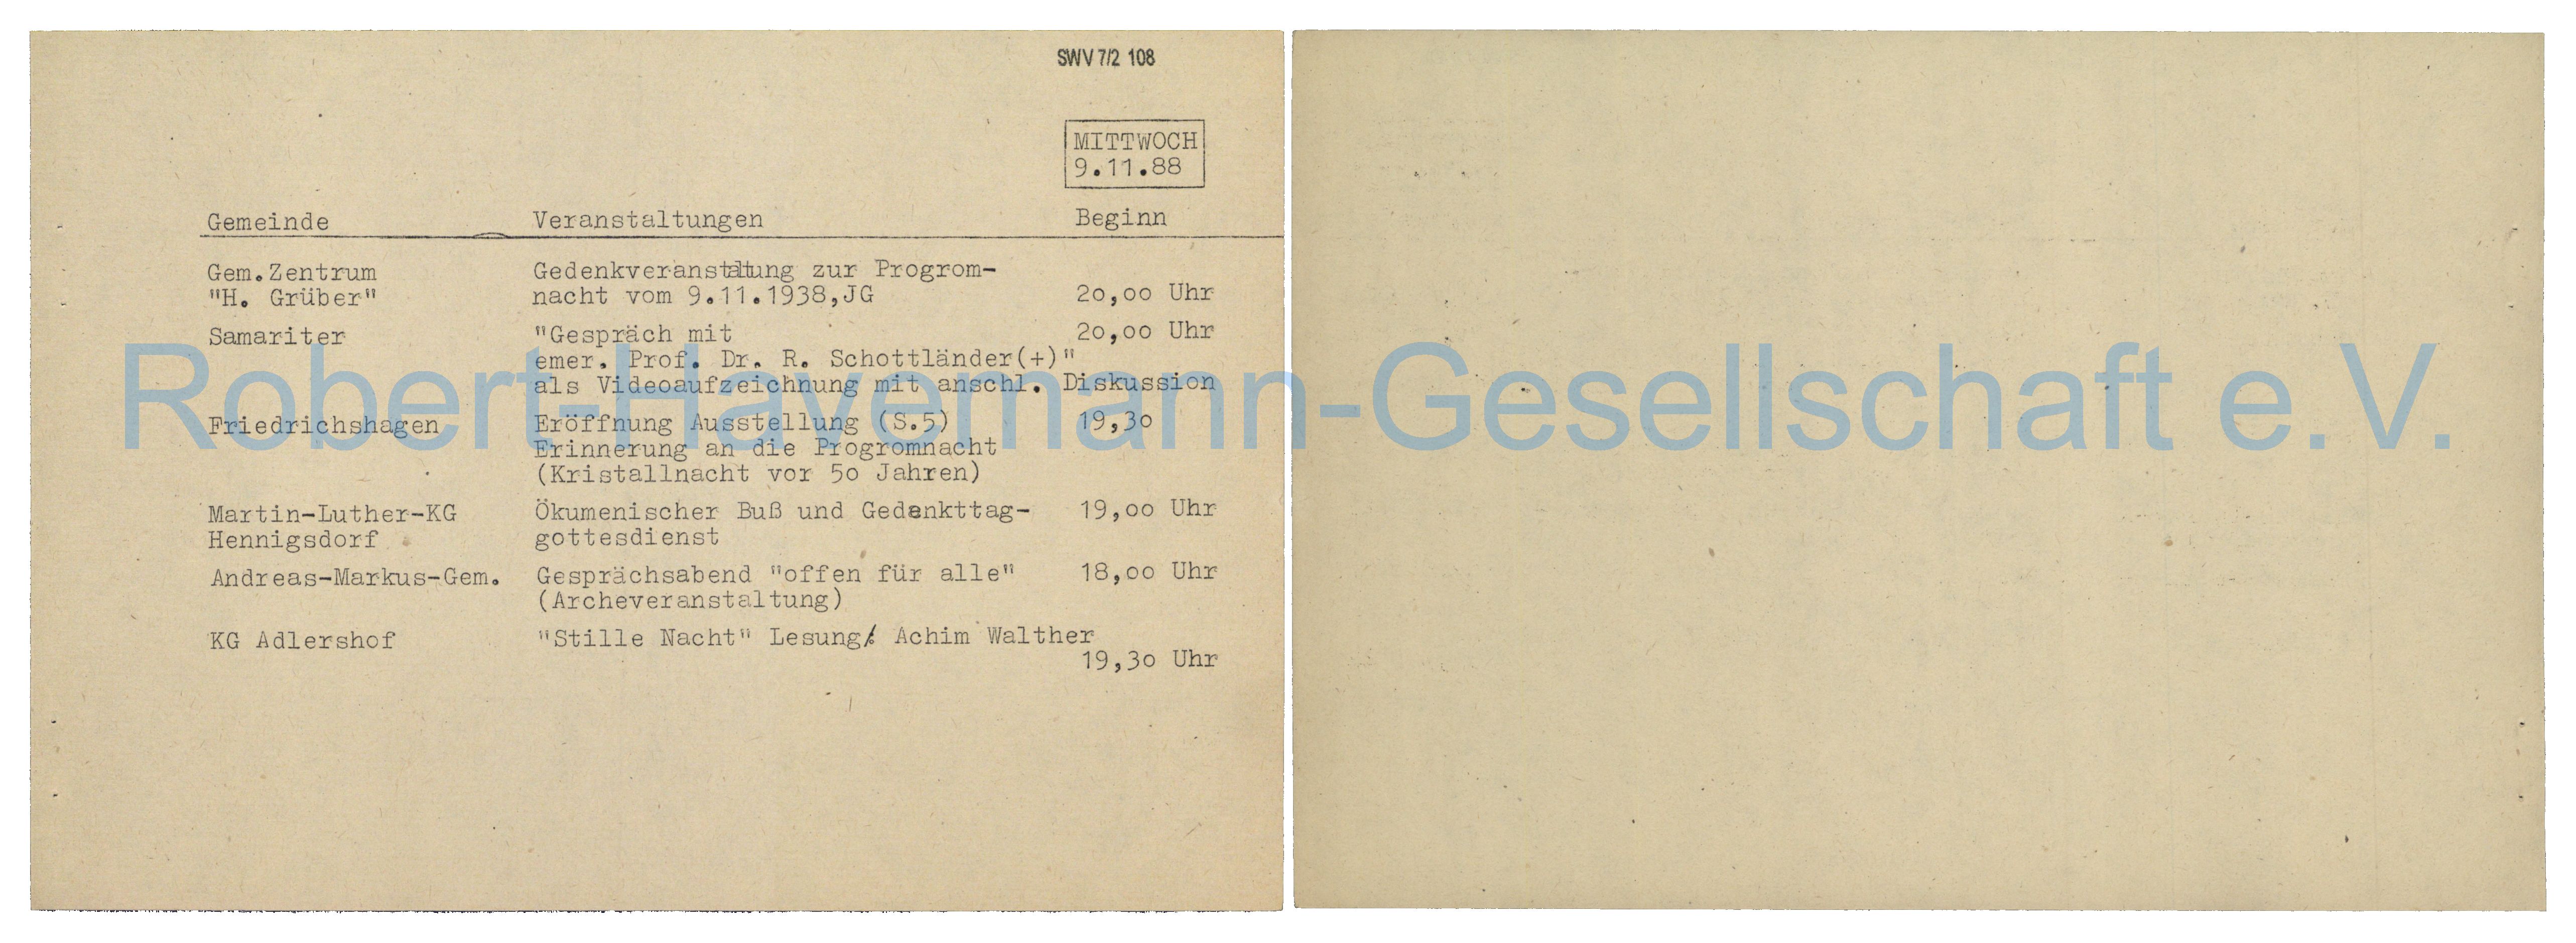 SWV 7/2 108
MITTWOCH
9.11.88
Gemeinde Veranstaltungen Beginn
Gem.Zentrum Gedenkveranstaltung zur Progrom-
"H. Grüber" nacht vom 9.11.1938,JG 20,00 Uhr
Samariter "Gespräch mit 20,00 Uhr
emer. Prof. Dr. R. Schottländer(+)"
als Videoaufzeichnung mit anschl. Diskussion
Friedrichshagen Eröffnung Ausstellung (S.5) 19,30
Erinnerung an die Progromnacht
(Kristallnacht vor 50 Jahren)
Martin-Luther-KG Ökumenischer Buß und Gedenkttag- 19,00 Uhr
Hennigsdorf gottesdienst
Andreas-Markus-Gem. Gesprächsabend "offen für alle" 18,00 Uhr
(Archeveranstaltung)
KG Adlershof "Stille Nacht" Lesung/ Achim Walther
19,30 Uhr
Robert-Havemann-Gesellschaft e.V.